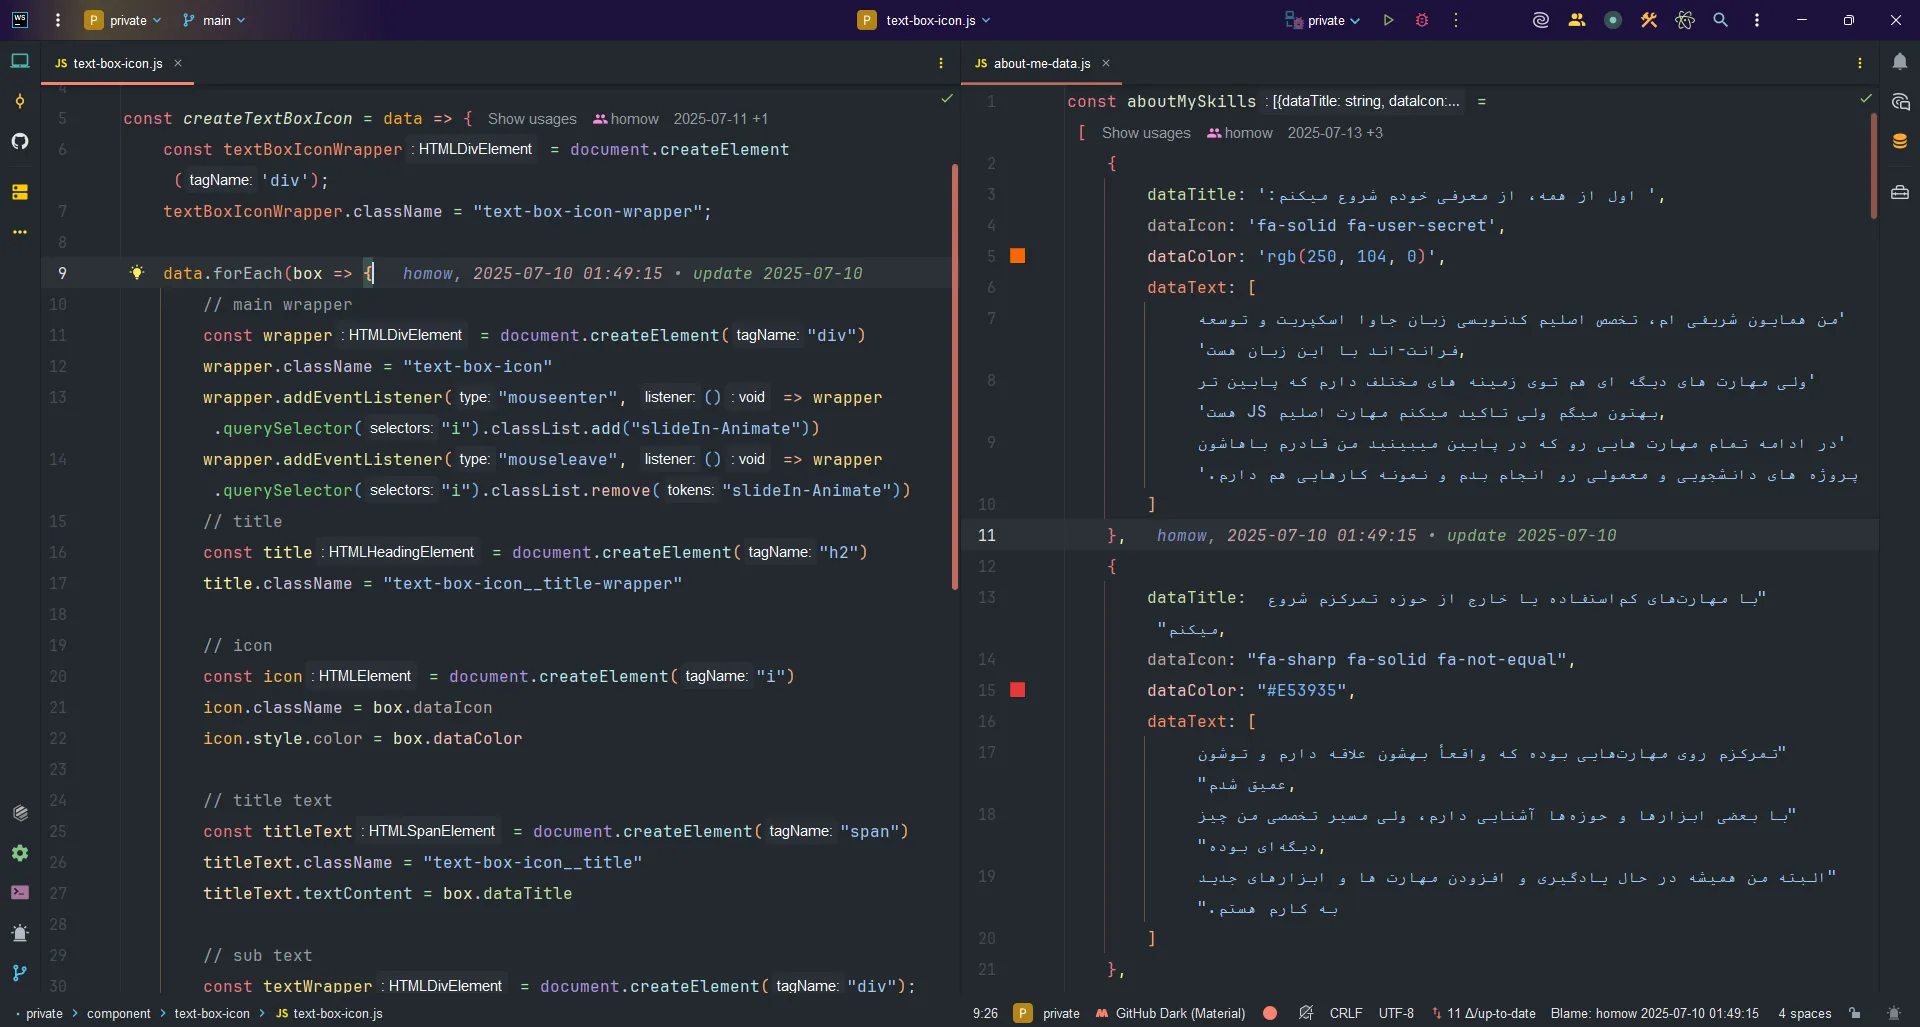 WS
P private main
P text-box-icon.js
private
JS text-box-icon.js
4
5 const createTextBoxIcon = data => { Show usages homow 2025-07-11 +1
6 const textBoxIconWrapper : HTMLDivElement = document.createElement
( tagName: 'div');
7 textBoxIconWrapper.className = "text-box-icon-wrapper";
8
9 data.forEach(box => { homow, 2025-07-10 01:49:15 • update 2025-07-10
10 // main wrapper
11 const wrapper : HTMLDivElement = document.createElement( tagName: "div")
12 wrapper.className = "text-box-icon"
13 wrapper.addEventListener( type: "mouseenter", listener: () : void => wrapper
.querySelector( selectors: "i").classList.add("slideIn-Animate"))
14 wrapper.addEventListener( type: "mouseleave", listener: () : void => wrapper
.querySelector( selectors: "i").classList.remove( tokens: "slideIn-Animate"))
15 // title
16 const title : HTMLHeadingElement = document.createElement( tagName: "h2")
17 title.className = "text-box-icon__title-wrapper"
18
19 // icon
20 const icon : HTMLElement = document.createElement( tagName: "i")
21 icon.className = box.dataIcon
22 icon.style.color = box.dataColor
23
24 // title text
25 const titleText : HTMLSpanElement = document.createElement( tagName: "span")
26 titleText.className = "text-box-icon__title"
27 titleText.textContent = box.dataTitle
28
29 // sub text
30 const textWrapper : HTMLDivElement = document.createElement( tagName: "div");
JS about-me-data.js
1 const aboutMySkills : [{dataTitle: string, dataIcon:... =
[ Show usages homow 2025-07-13 +3
2 {
3 dataTitle: ' اول از همه، از معرفی خودم شروع میکنم:',
4 dataIcon: 'fa-solid fa-user-secret',
5 dataColor: 'rgb(250, 104, 0)',
6 dataText: [
7 'من همایون شریفی ام، تخصص اصلیم کدنویسی زبان جاوا اسکریپت و توسعه
فرانت-اند با این زبان هست',
8 'ولی مهارت های دیگه ای هم توی زمینه های مختلف دارم که پایین تر
بهتون میگم ولی تاکید میکنم مهارت اصلیم JS هست',
9 'در ادامه تمام مهارت هایی رو که در پایین میبینید من قادرم باهاشون
پروژه های دانشجویی و معمولی رو انجام بدم و نمونه کارهایی هم دارم.'
10 ]
11 }, homow, 2025-07-10 01:49:15 • update 2025-07-10
12 {
13 dataTitle: "با مهارت‌های کم‌استفاده یا خارج از حوزه تمرکزم شروع
میکنم",
14 dataIcon: "fa-sharp fa-solid fa-not-equal",
15 dataColor: "#E53935",
16 dataText: [
17 "تمرکزم روی مهارت‌هایی بوده که واقعاً بهشون علاقه دارم و توشون
عمیق شدم",
18 "با بعضی ابزارها و حوزه‌ها آشنایی دارم، ولی مسیر تخصصی من چیز
دیگه‌ای بوده",
19 "البته من همیشه در حال یادگیری و افزودن مهارت ها و ابزارهای جدید
به کارم هستم."
20 ]
21 },
private > component > text-box-icon > JS text-box-icon.js
9:26 P private GitHub Dark (Material) CRLF UTF-8 11 Δ/up-to-date Blame: homow 2025-07-10 01:49:15 4 spaces